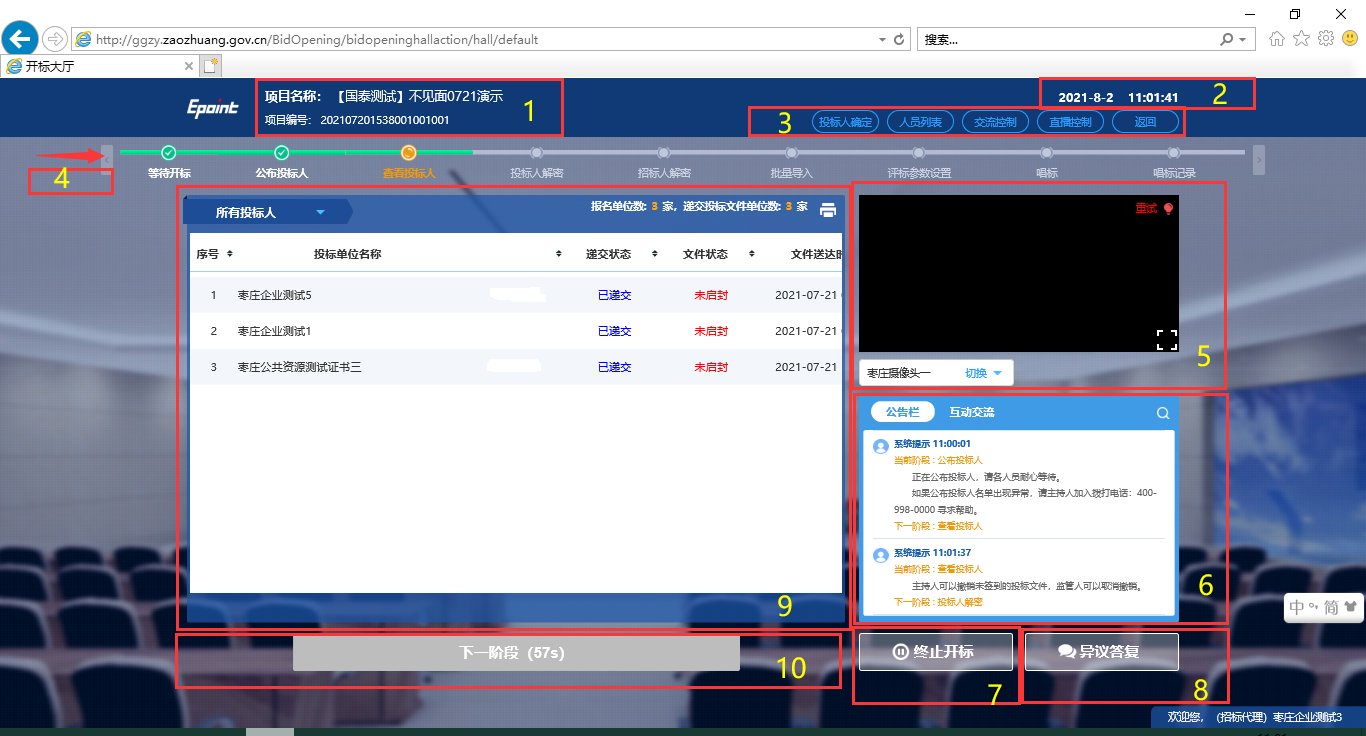 http://ggzy.zaozhuang.gov.cn/BidOpening/bidopeninghallaction/hall/default
搜索...
开标大厅
Epoint
项目名称： 【国泰测试】不见面0721演示
项目编号： 202107201538001001001
1
2021-8-2 11:01:41
2
3
投标人确定 人员列表 交流控制 直播控制 返回
4
等待开标 公布投标人 查看投标人 投标人解密 招标人解密 批量导入 评标参数设置 唱标 唱标记录
所有投标人
报名单位数: 3 家, 递交投标文件单位数: 3 家
序号 投标单位名称 递交状态 文件状态 文件送达时
1 枣庄企业测试5 已递交 未启封 2021-07-21
2 枣庄企业测试1 已递交 未启封 2021-07-21
3 枣庄公共资源测试证书三 已递交 未启封 2021-07-21
9
重试
枣庄摄像头一 切换
5
公告栏 互动交流
系统提示 11:00:01
当前阶段 : 公布投标人
正在公布投标人，请各人员耐心等待。
如果公布投标人名单出现异常，请主持人加入拨打电话：400-
998-0000 寻求帮助。
下一阶段 : 查看投标人
系统提示 11:01:37
当前阶段 : 查看投标人
主持人可以撤销未签到的投标文件，监管人可以取消撤销。
下一阶段 : 投标人解密
6
下一阶段（57s）
10
终止开标
7
异议答复
8
中 简
欢迎您, (招标代理) 枣庄企业测试3